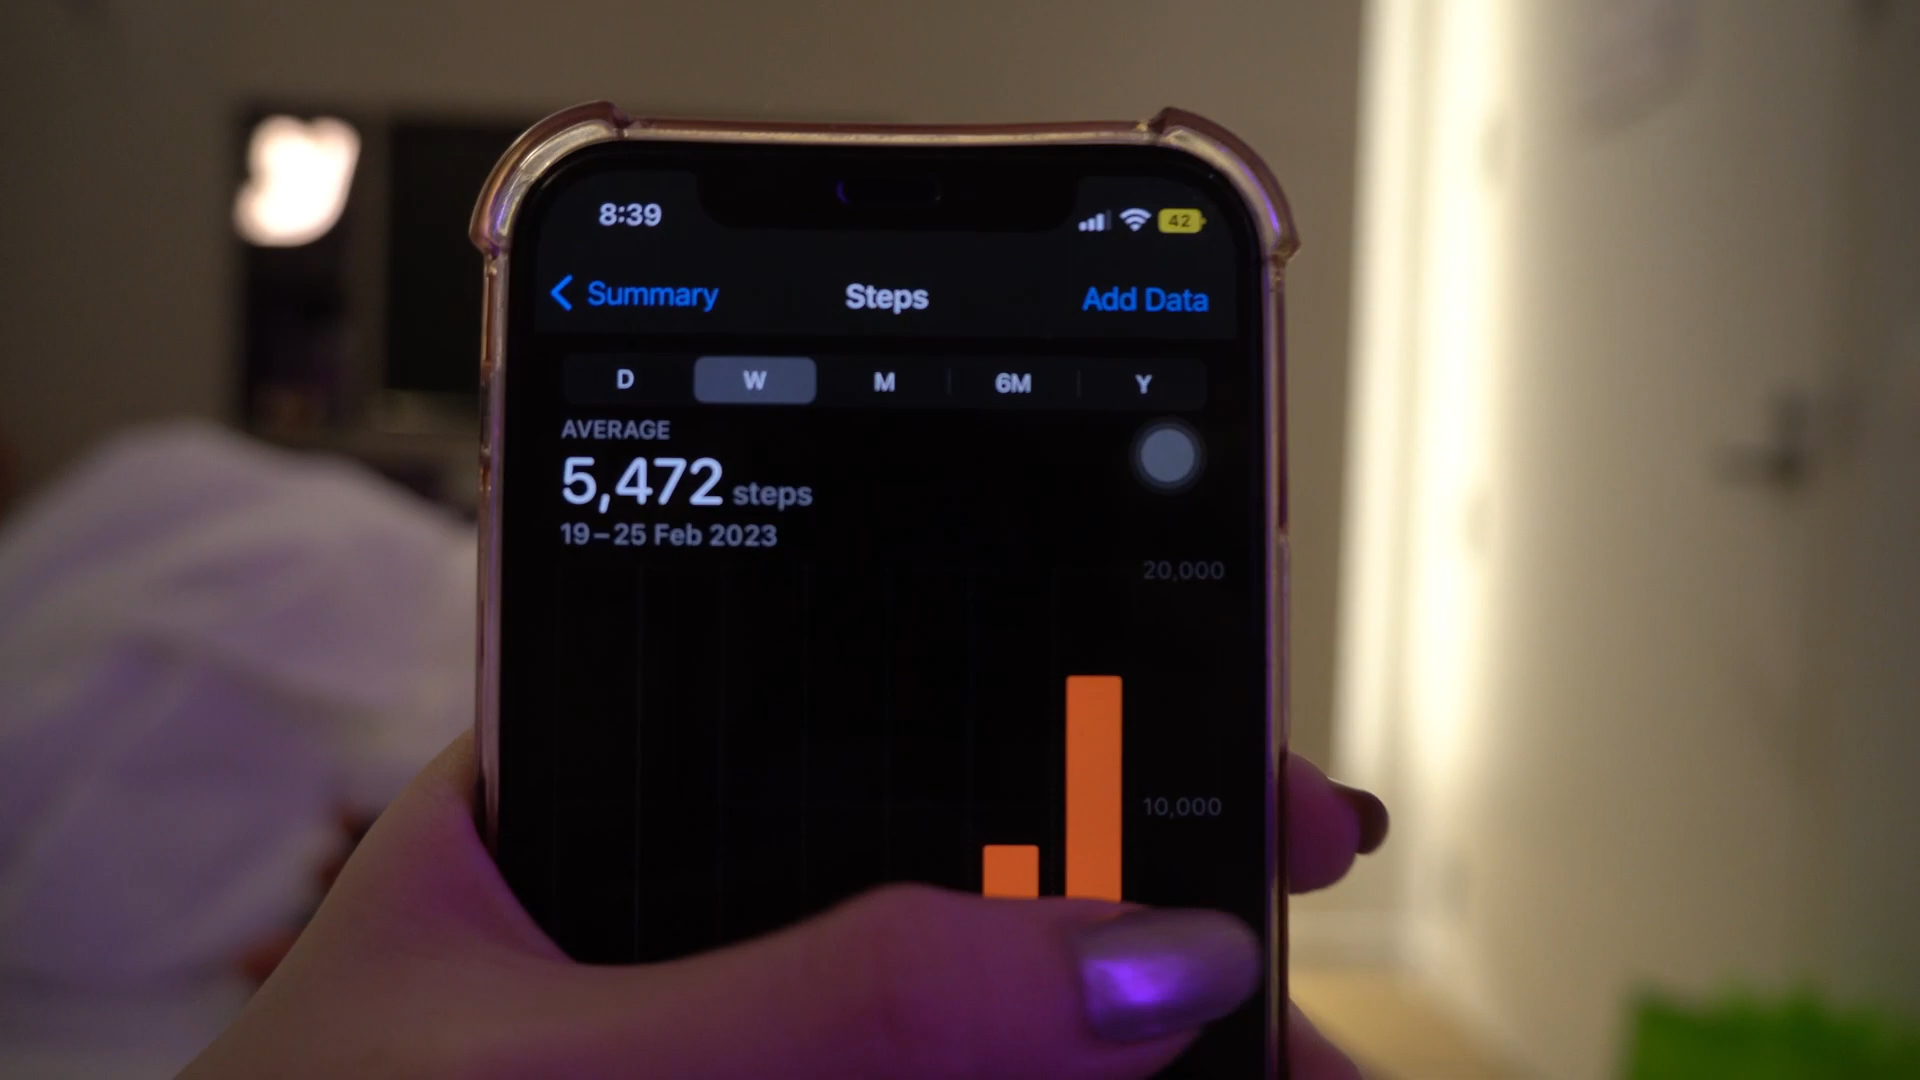 8:39
42
Summary
Steps
Add Data
D
W
M
6M
Y
AVERAGE
5,472 steps
19–25 Feb 2023
20,000
10,000